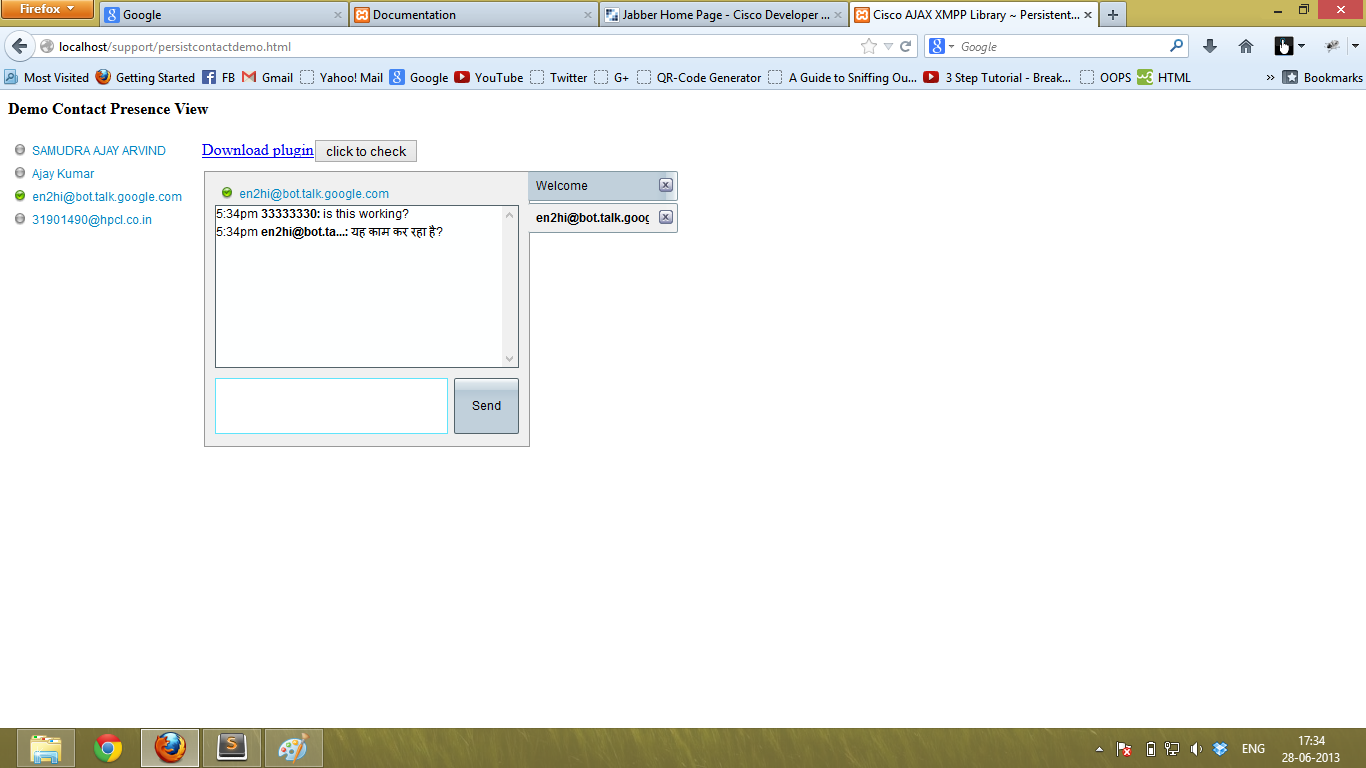 Firefox
Google
Documentation
Jabber Home Page - Cisco Developer ...
Cisco AJAX XMPP Library ~ Persistent...
localhost/support/persistcontactdemo.html
Google
Most Visited Getting Started FB Gmail Yahoo! Mail Google YouTube Twitter G+ QR-Code Generator A Guide to Sniffing Ou... 3 Step Tutorial - Break... OOPS HTML » Bookmarks
Demo Contact Presence View
SAMUDRA AJAY ARVIND
Ajay Kumar
en2hi@bot.talk.google.com
31901490@hpcl.co.in
Download plugin click to check
en2hi@bot.talk.google.com
5:34pm 33333330: is this working?
5:34pm en2hi@bot.ta...: यह काम कर रहा है?
Send
Welcome
en2hi@bot.talk.goog
ENG
17:34
28-06-2013